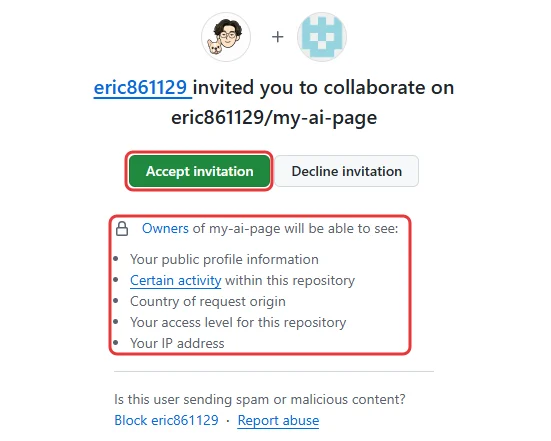 +
eric861129 invited you to collaborate on
eric861129/my-ai-page
Accept invitation
Decline invitation
Owners of my-ai-page will be able to see:
• Your public profile information
• Certain activity within this repository
• Country of request origin
• Your access level for this repository
• Your IP address
Is this user sending spam or malicious content?
Block eric861129 · Report abuse